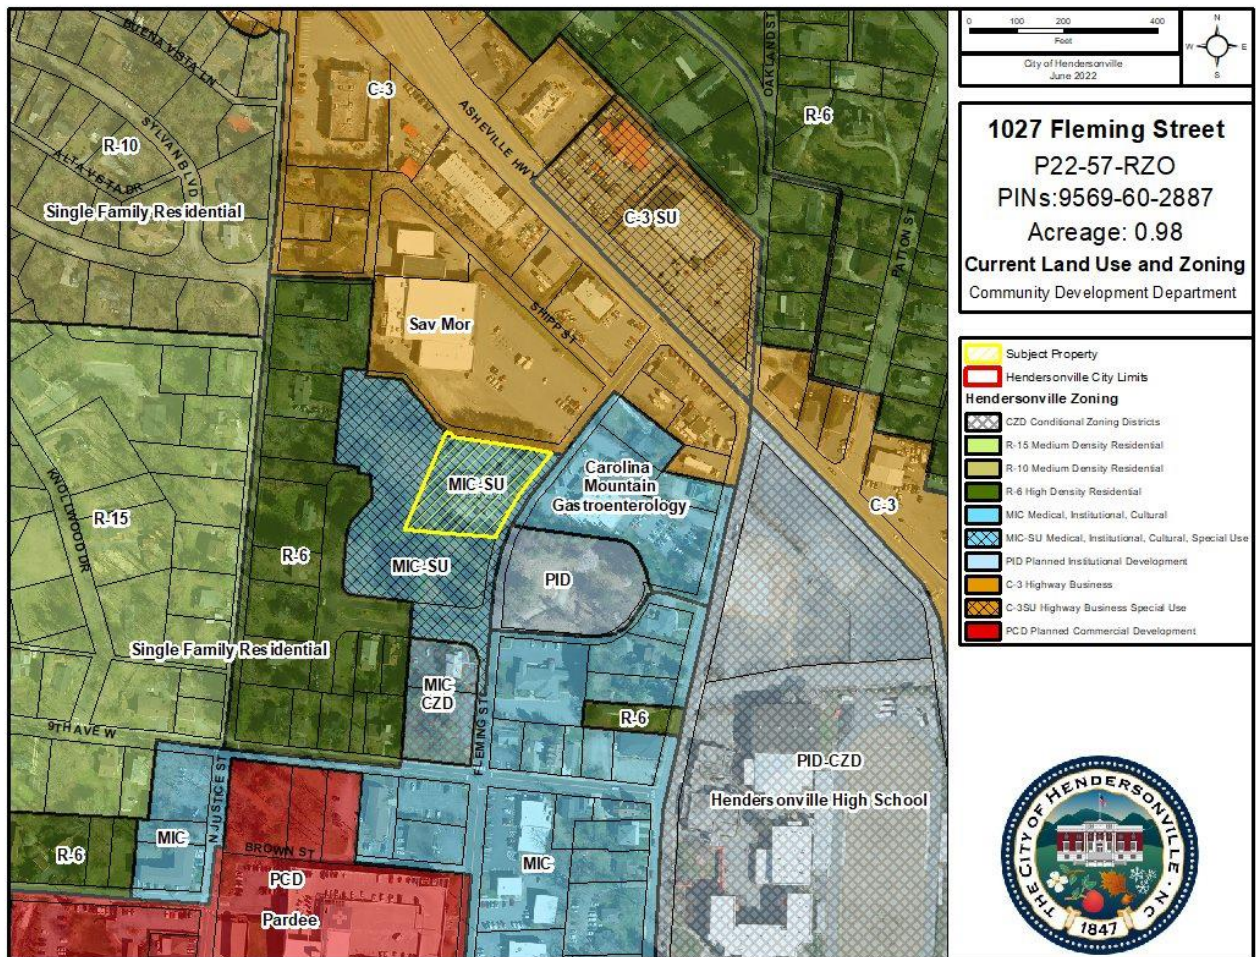 BUENA VISTA LN
C-3
ASHEVILLE HWY
OAKLAND ST
R-6
R-10
SYLVAN BLVD
ALTA VISTA DR
Single Family Residential
C-3 SU
PATTON ST
Sav Mor
SHIPP ST
Carolina
Mountain
Gastroenterology
MIC-SU
C-3
R-15
KNOLLWOOD DR
R-6
MIC-SU
PID
Single Family Residential
MIC
CZD
FLEMING ST
R-6
9TH AVE W
N JUSTICE ST
PID-CZD
Hendersonville High School
MIC
R-6
BROWN ST
PCD
MIC
Pardee
0 100 200 400
Feet
City of Hendersonville
June 2022
N
W E
S
1027 Fleming Street
P22-57-RZO
PINs:9569-60-2887
Acreage: 0.98
Current Land Use and Zoning
Community Development Department
Subject Property
Hendersonville City Limits
Hendersonville Zoning
CZD Conditional Zoning Districts
R-15 Medium Density Residential
R-10 Medium Density Residential
R-6 High Density Residential
MIC Medical, Institutional, Cultural
MIC-SU Medical, Institutional, Cultural, Special Use
PID Planned Institutional Development
C-3 Highway Business
C-3SU Highway Business Special Use
PCD Planned Commercial Development
THE CITY OF HENDERSONVILLE, NC
1847